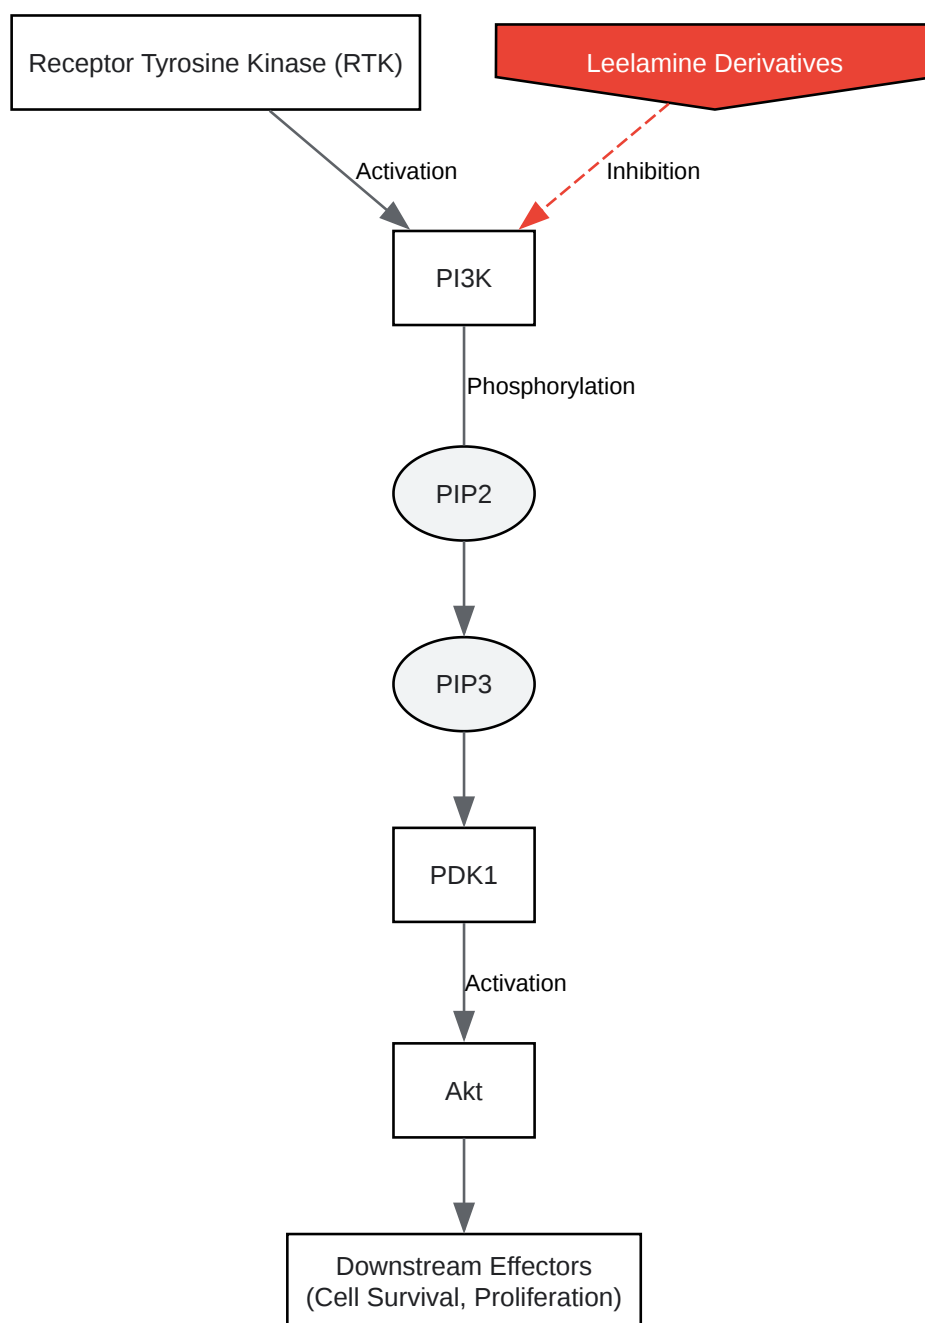 Receptor Tyrosine Kinase (RTK)
Leelamine Derivatives
Activation
Inhibition
PI3K
Phosphorylation
PIP2
PIP3
PDK1
Activation
Akt
Downstream Effectors
(Cell Survival, Proliferation)